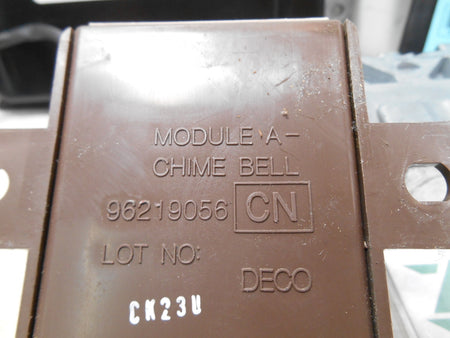 MODULE A-
CHIME BELL
96219056 CN
LOT NO:
DECO
CK23U